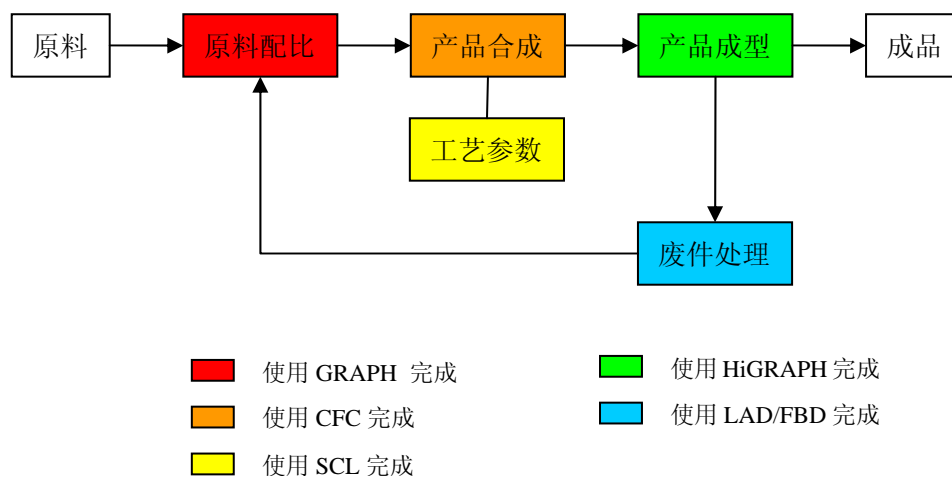 原料
原料配比
产品合成
产品成型
成品
工艺参数
废件处理
使用 GRAPH 完成
使用 HiGRAPH 完成
使用 CFC 完成
使用 LAD/FBD 完成
使用 SCL 完成